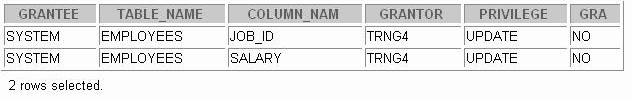 GRANTEE TABLE_NAME COLUMN_NAM GRANTOR PRIVILEGE GRA
SYSTEM EMPLOYEES JOB_ID TRNG4 UPDATE NO
SYSTEM EMPLOYEES SALARY TRNG4 UPDATE NO
2 rows selected.